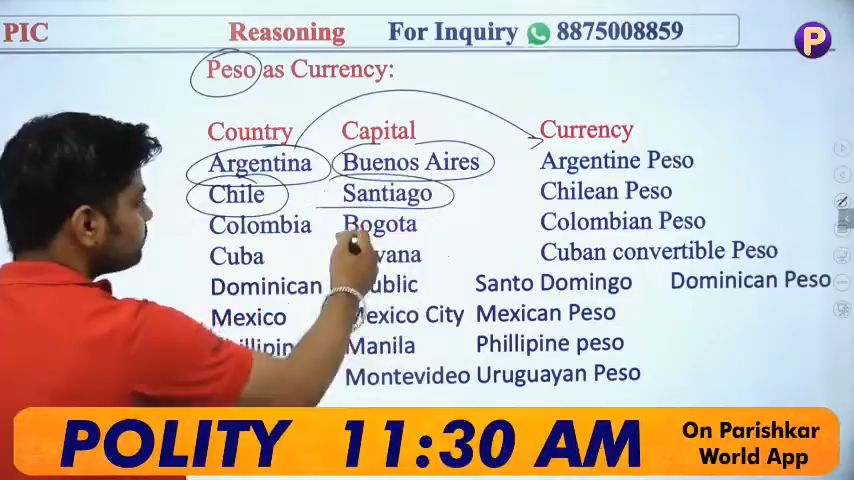 PIC Reasoning For Inquiry 8875008859
P
Peso as Currency:
Country Capital Currency
Argentina Buenos Aires Argentine Peso
Chile Santiago Chilean Peso
Colombia Bogota Colombian Peso
Cuba Cuban convertible Peso
Dominican Santo Domingo Dominican Peso
Mexico Mexico City Mexican Peso
Manila Phillipine peso
Montevideo Uruguayan Peso
POLITY 11:30 AM On Parishkar
World App